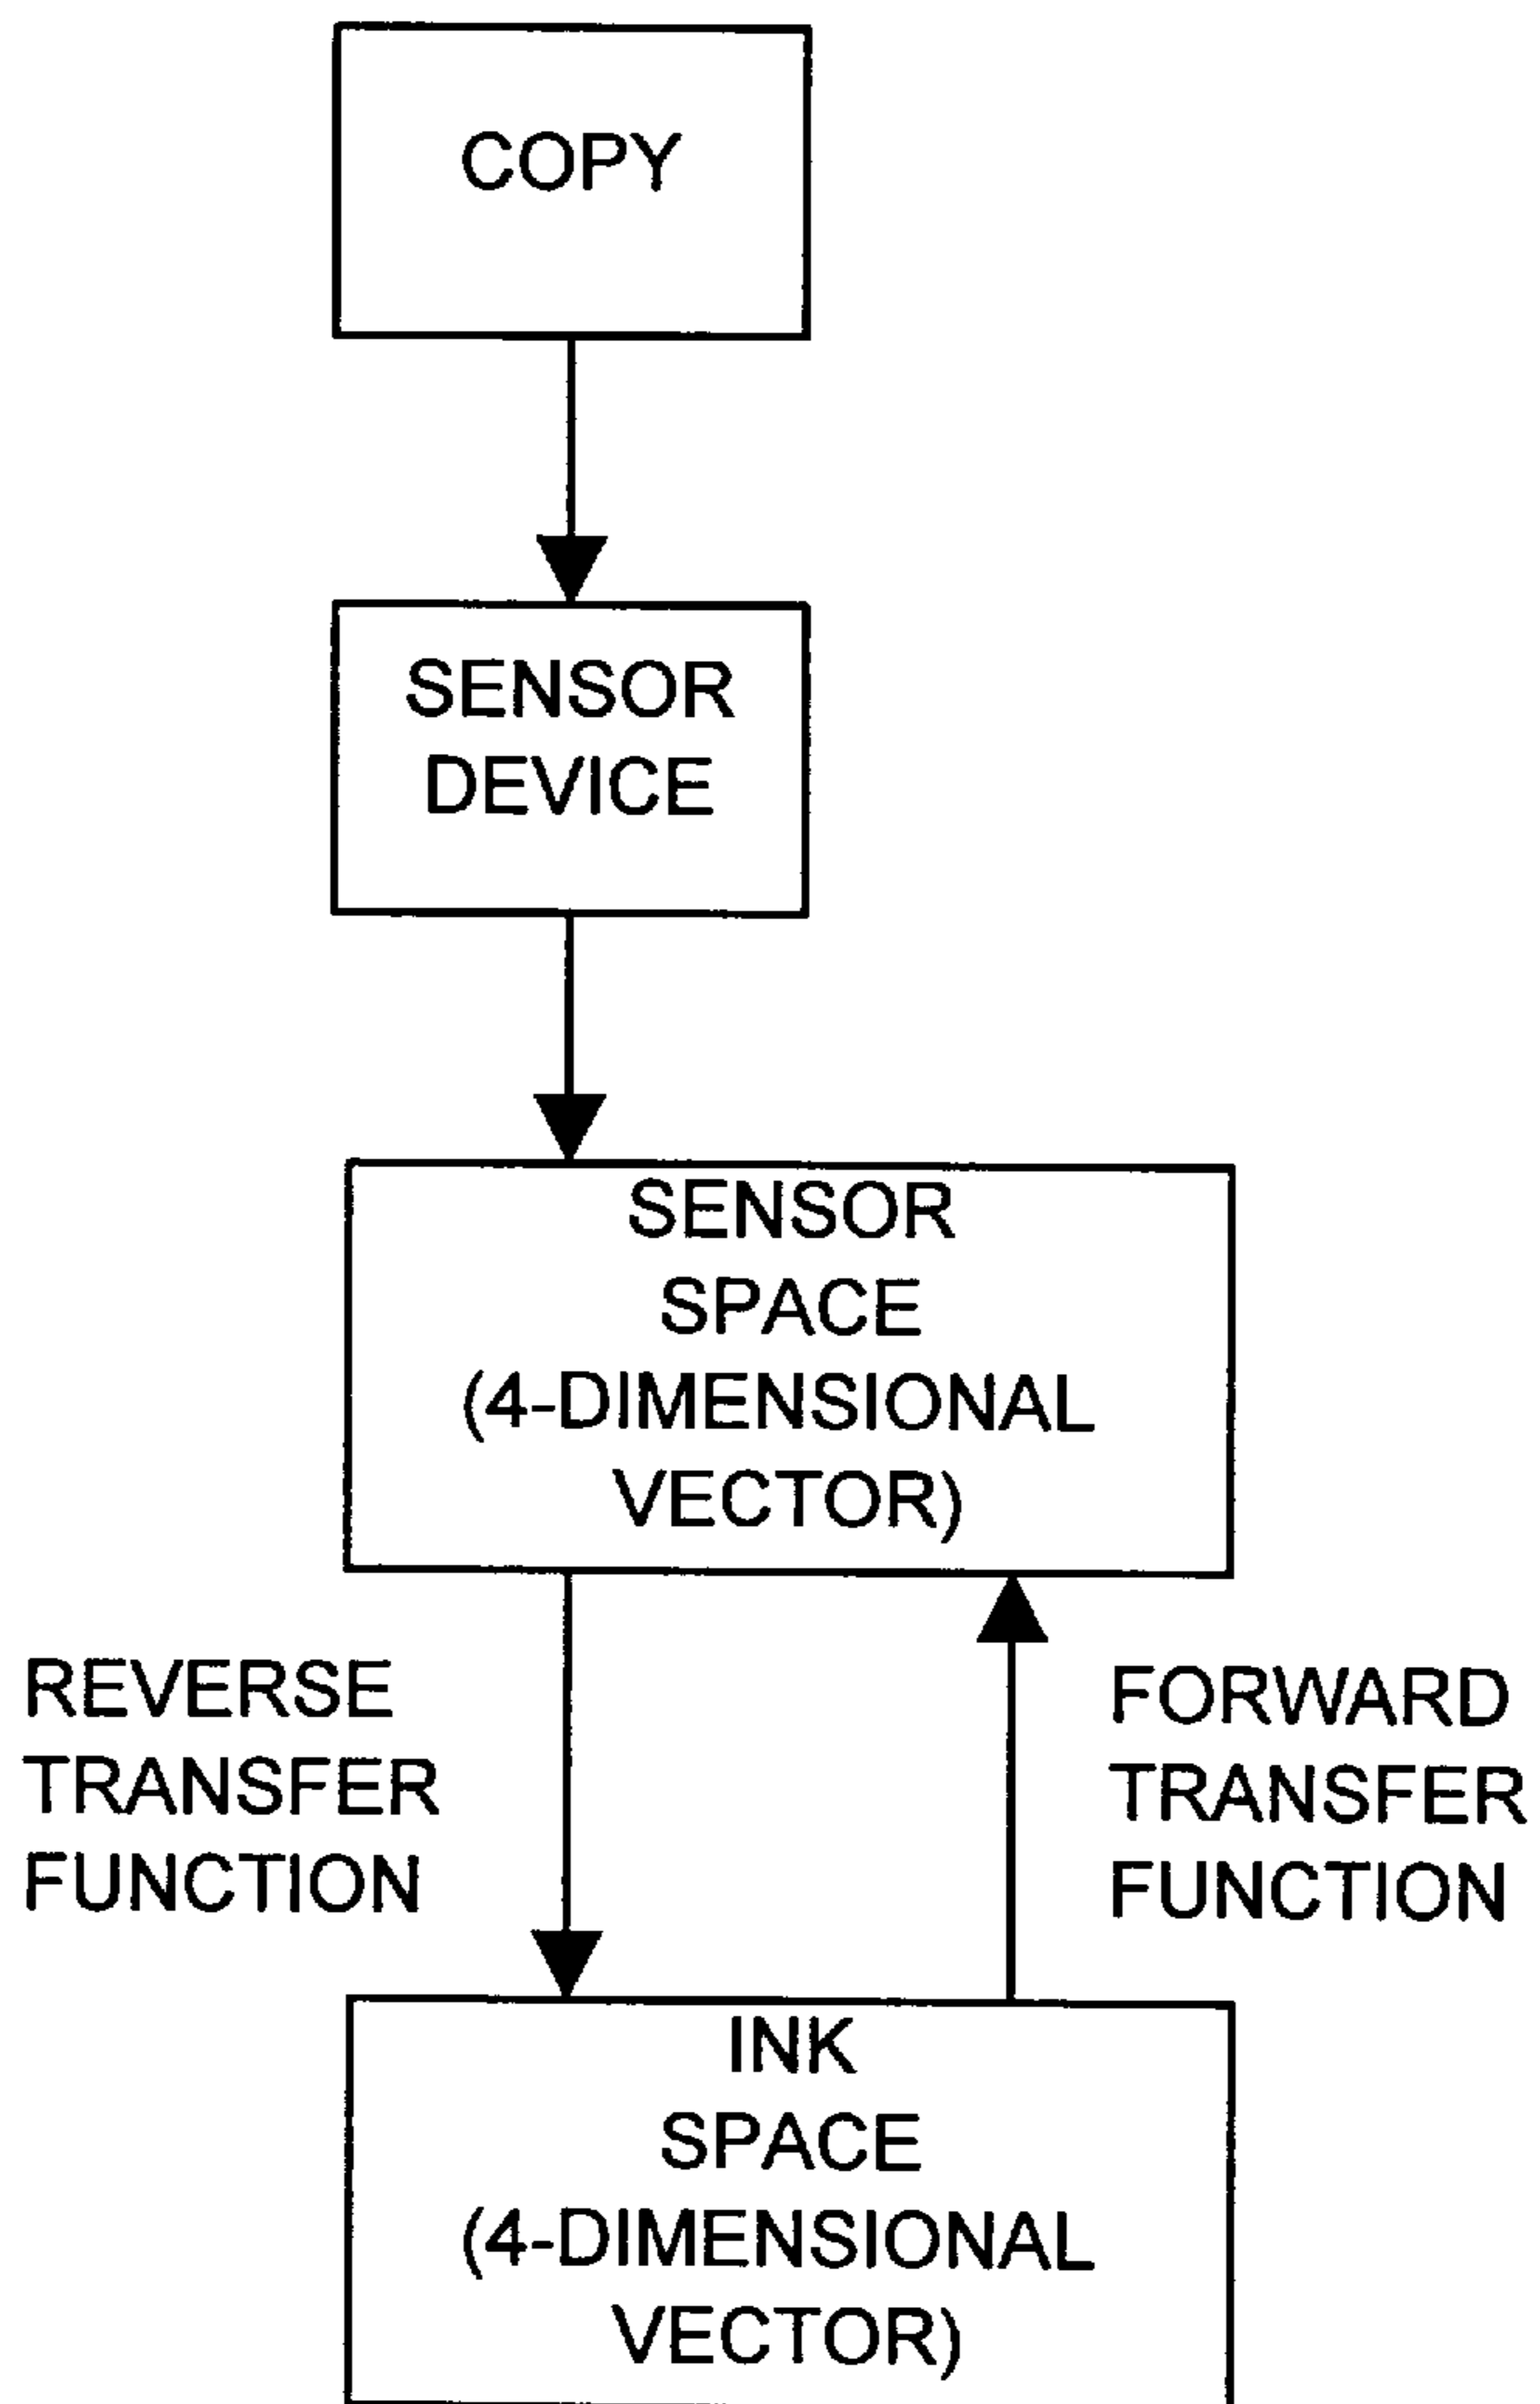 COPY
SENSOR
DEVICE
SENSOR
SPACE
(4-DIMENSIONAL
VECTOR)
REVERSE
TRANSFER
FUNCTION
FORWARD
TRANSFER
FUNCTION
INK
SPACE
(4-DIMENSIONAL
VECTOR)